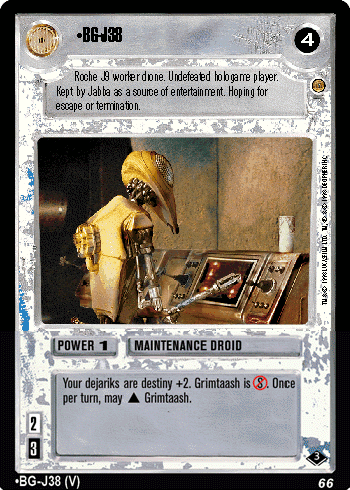 •BG-J38
4
Roche J9 worker drone. Undefeated hologame player.
Kept by Jabba as a source of entertainment. Hoping for
escape or termination.
POWER 1 MAINTENANCE DROID
Your dejariks are destiny +2. Grimtaash is Ⓢ. Once
per turn, may ▲ Grimtaash.
2
3
3
•BG-J38 (V) 66